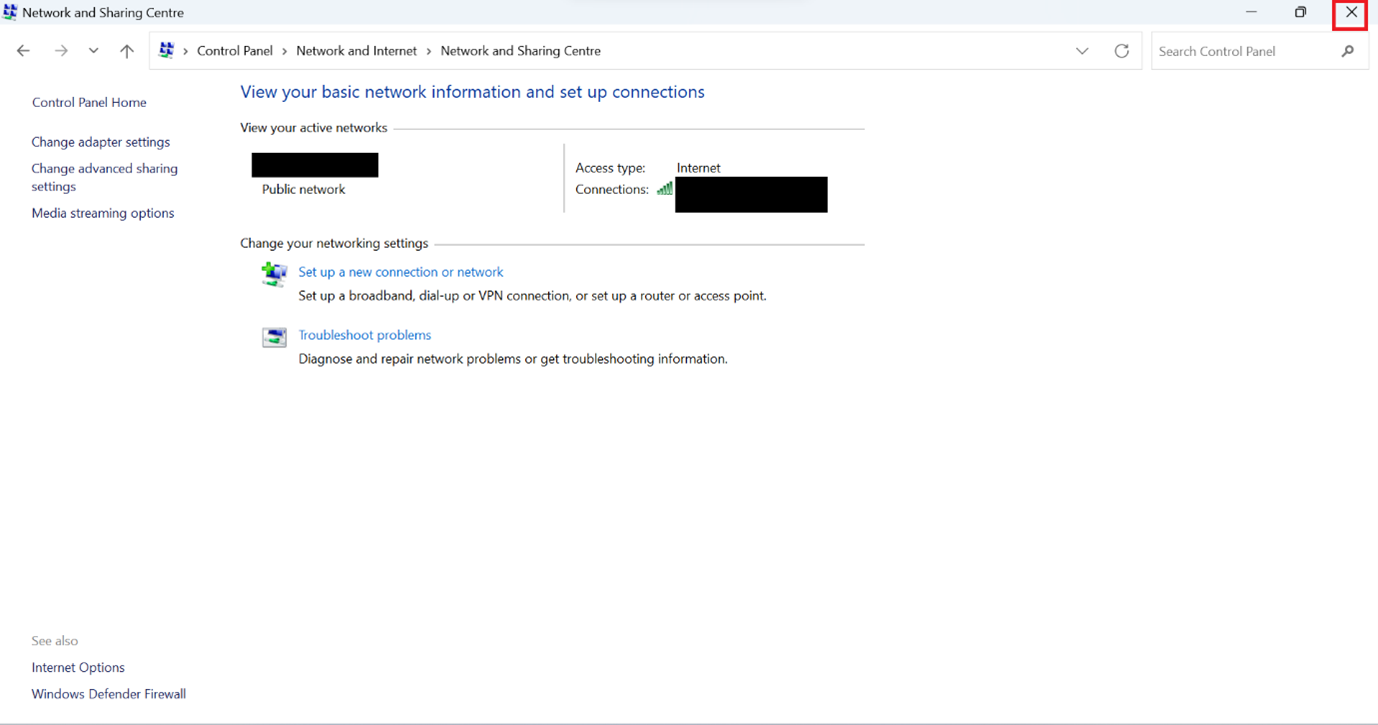 Network and Sharing Centre
Control Panel > Network and Internet > Network and Sharing Centre
Search Control Panel
Control Panel Home
Change adapter settings
Change advanced sharing
settings
Media streaming options
View your basic network information and set up connections
View your active networks
Public network
Access type: Internet
Connections:
Change your networking settings
Set up a new connection or network
Set up a broadband, dial-up or VPN connection, or set up a router or access point.
Troubleshoot problems
Diagnose and repair network problems or get troubleshooting information.
See also
Internet Options
Windows Defender Firewall